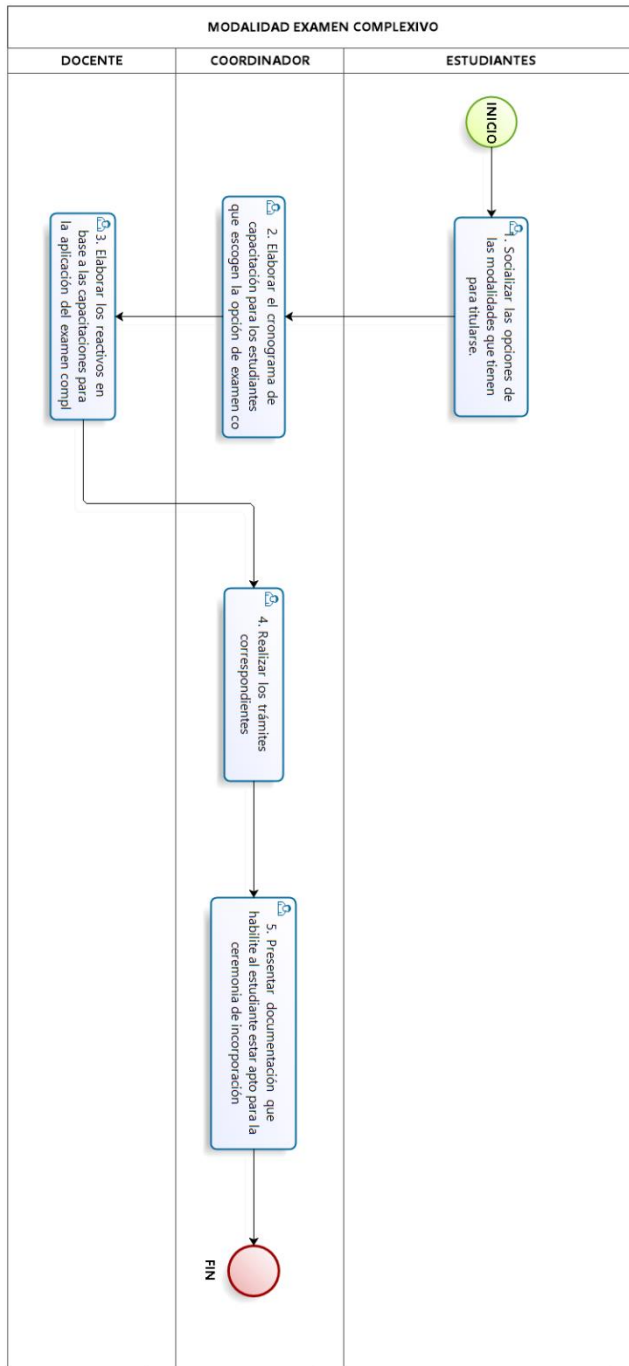 MODALIDAD EXAMEN COMPLEXIVO
DOCENTE
COORDINADOR
ESTUDIANTES
INICIO
1. Socializar las opciones de
las modalidades que tienen
para titularse.
2. Elaborar el cronograma de
capacitación para los estudiantes
que escogen la opción de examen co
3. Elaborar los reactivos en
base a las capacitaciones para
la aplicación del examen compl
4. Realizar los trámites
correspondientes
5. Presentar documentación que
habilite al estudiante estar apto para la
ceremonia de incorporación
FIN